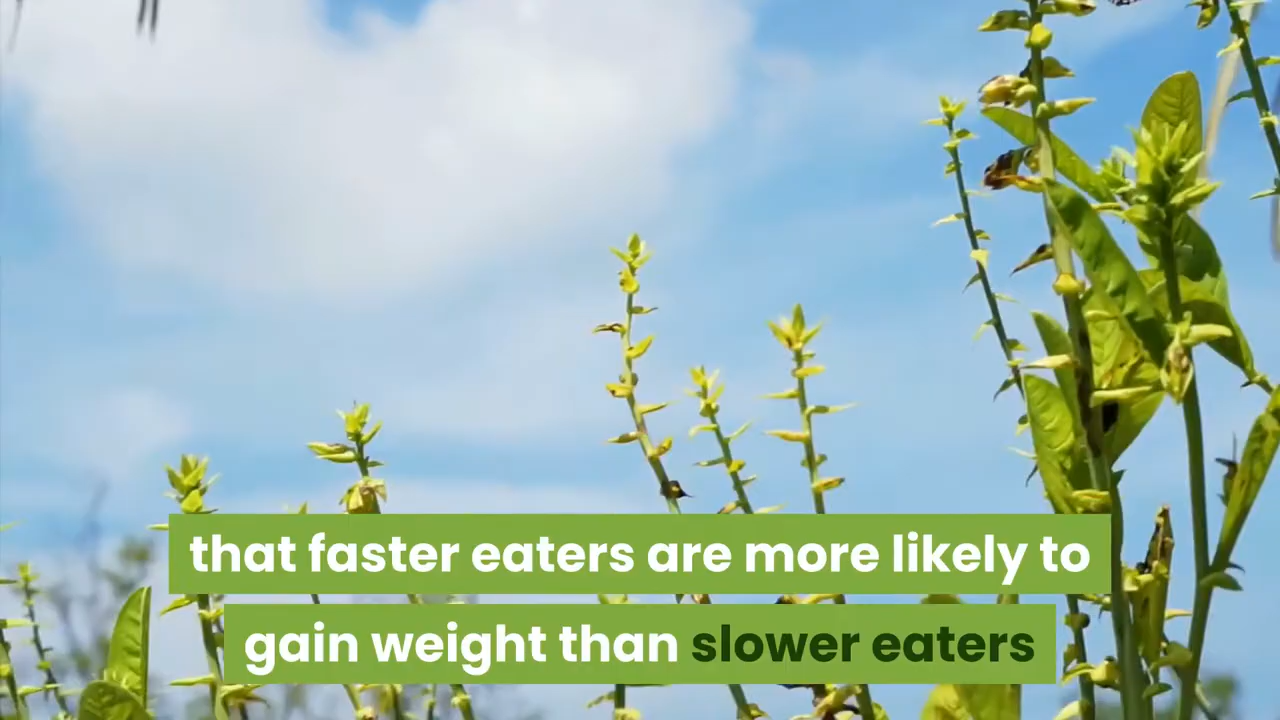 that faster eaters are more likely to
gain weight than slower eaters